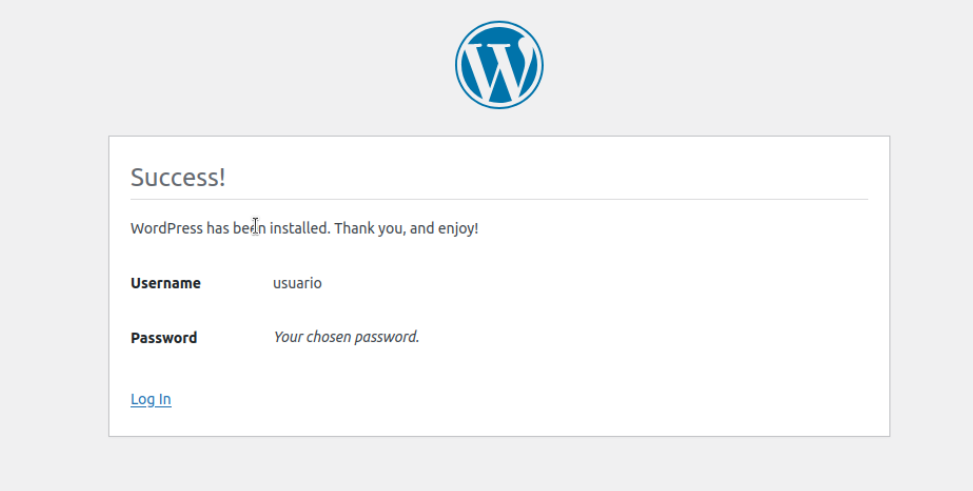 Success!
WordPress has been installed. Thank you, and enjoy!
Username usuario
Password Your chosen password.
Log In